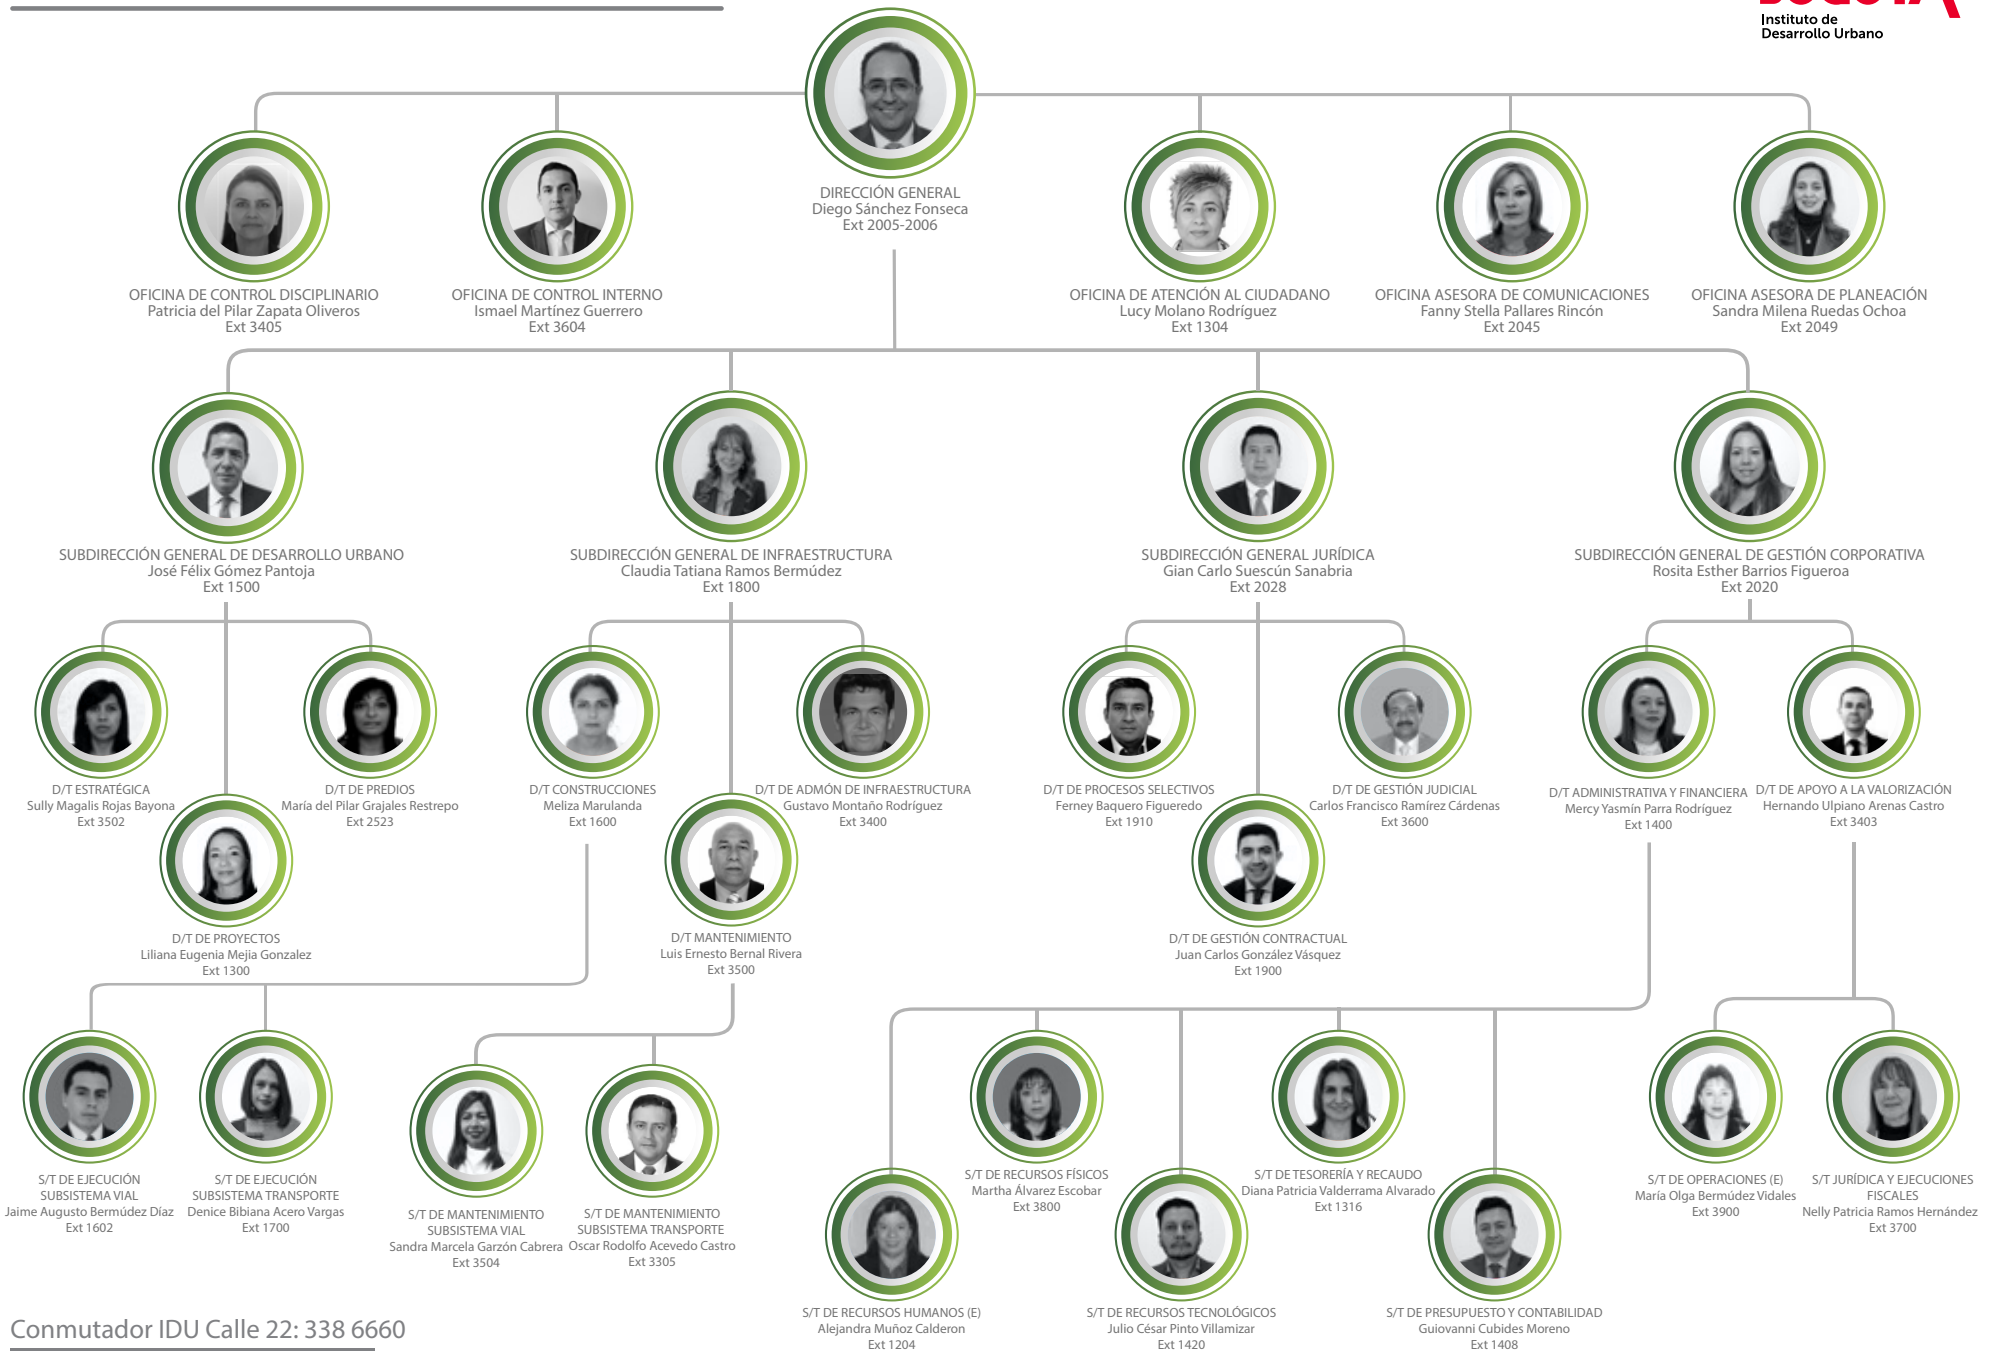 BOGOTÁ
Instituto de
Desarrollo Urbano
DIRECCIÓN GENERAL
Diego Sánchez Fonseca
Ext 2005-2006
OFICINA DE CONTROL DISCIPLINARIO
Patricia del Pilar Zapata Oliveros
Ext 3405
OFICINA DE CONTROL INTERNO
Ismael Martínez Guerrero
Ext 3604
OFICINA DE ATENCIÓN AL CIUDADANO
Lucy Molano Rodríguez
Ext 1304
OFICINA ASESORA DE COMUNICACIONES
Fanny Stella Pallares Rincón
Ext 2045
OFICINA ASESORA DE PLANEACIÓN
Sandra Milena Ruedas Ochoa
Ext 2049
SUBDIRECCIÓN GENERAL DE DESARROLLO URBANO
José Félix Gómez Pantoja
Ext 1500
SUBDIRECCIÓN GENERAL DE INFRAESTRUCTURA
Claudia Tatiana Ramos Bermúdez
Ext 1800
SUBDIRECCIÓN GENERAL JURÍDICA
Gian Carlo Suescún Sanabria
Ext 2028
SUBDIRECCIÓN GENERAL DE GESTIÓN CORPORATIVA
Rosita Esther Barrios Figueroa
Ext 2020
D/T ESTRATÉGICA
Sully Magalis Rojas Bayona
Ext 3502
D/T DE PREDIOS
María del Pilar Grajales Restrepo
Ext 2523
D/T CONSTRUCCIONES
Meliza Marulanda
Ext 1600
D/T DE ADMÓN DE INFRAESTRUCTURA
Gustavo Montaño Rodríguez
Ext 3400
D/T DE PROCESOS SELECTIVOS
Ferney Baquero Figueredo
Ext 1910
D/T DE GESTIÓN JUDICIAL
Carlos Francisco Ramírez Cárdenas
Ext 3600
D/T ADMINISTRATIVA Y FINANCIERA
Mercy Yasmín Parra Rodríguez
Ext 1400
D/T DE APOYO A LA VALORIZACIÓN
Hernando Ulpiano Arenas Castro
Ext 3403
D/T DE PROYECTOS
Liliana Eugenia Mejia Gonzalez
Ext 1300
D/T MANTENIMIENTO
Luis Ernesto Bernal Rivera
Ext 3500
D/T DE GESTIÓN CONTRACTUAL
Juan Carlos González Vásquez
Ext 1900
S/T DE EJECUCIÓN
SUBSISTEMA VIAL
Jaime Augusto Bermúdez Díaz
Ext 1602
S/T DE EJECUCIÓN
SUBSISTEMA TRANSPORTE
Denice Bibiana Acero Vargas
Ext 1700
S/T DE MANTENIMIENTO
SUBSISTEMA VIAL
Sandra Marcela Garzón Cabrera
Ext 3504
S/T DE MANTENIMIENTO
SUBSISTEMA TRANSPORTE
Oscar Rodolfo Acevedo Castro
Ext 3305
S/T DE RECURSOS FÍSICOS
Martha Álvarez Escobar
Ext 3800
S/T DE TESORERÍA Y RECAUDO
Diana Patricia Valderrama Alvarado
Ext 1316
S/T DE OPERACIONES (E)
María Olga Bermúdez Vidales
Ext 3900
S/T JURÍDICA Y EJECUCIONES
FISCALES
Nelly Patricia Ramos Hernández
Ext 3700
S/T DE RECURSOS HUMANOS (E)
Alejandra Muñoz Calderon
Ext 1204
S/T DE RECURSOS TECNOLÓGICOS
Julio César Pinto Villamizar
Ext 1420
S/T DE PRESUPUESTO Y CONTABILIDAD
Guiovanni Cubides Moreno
Ext 1408
Conmutador IDU Calle 22: 338 6660